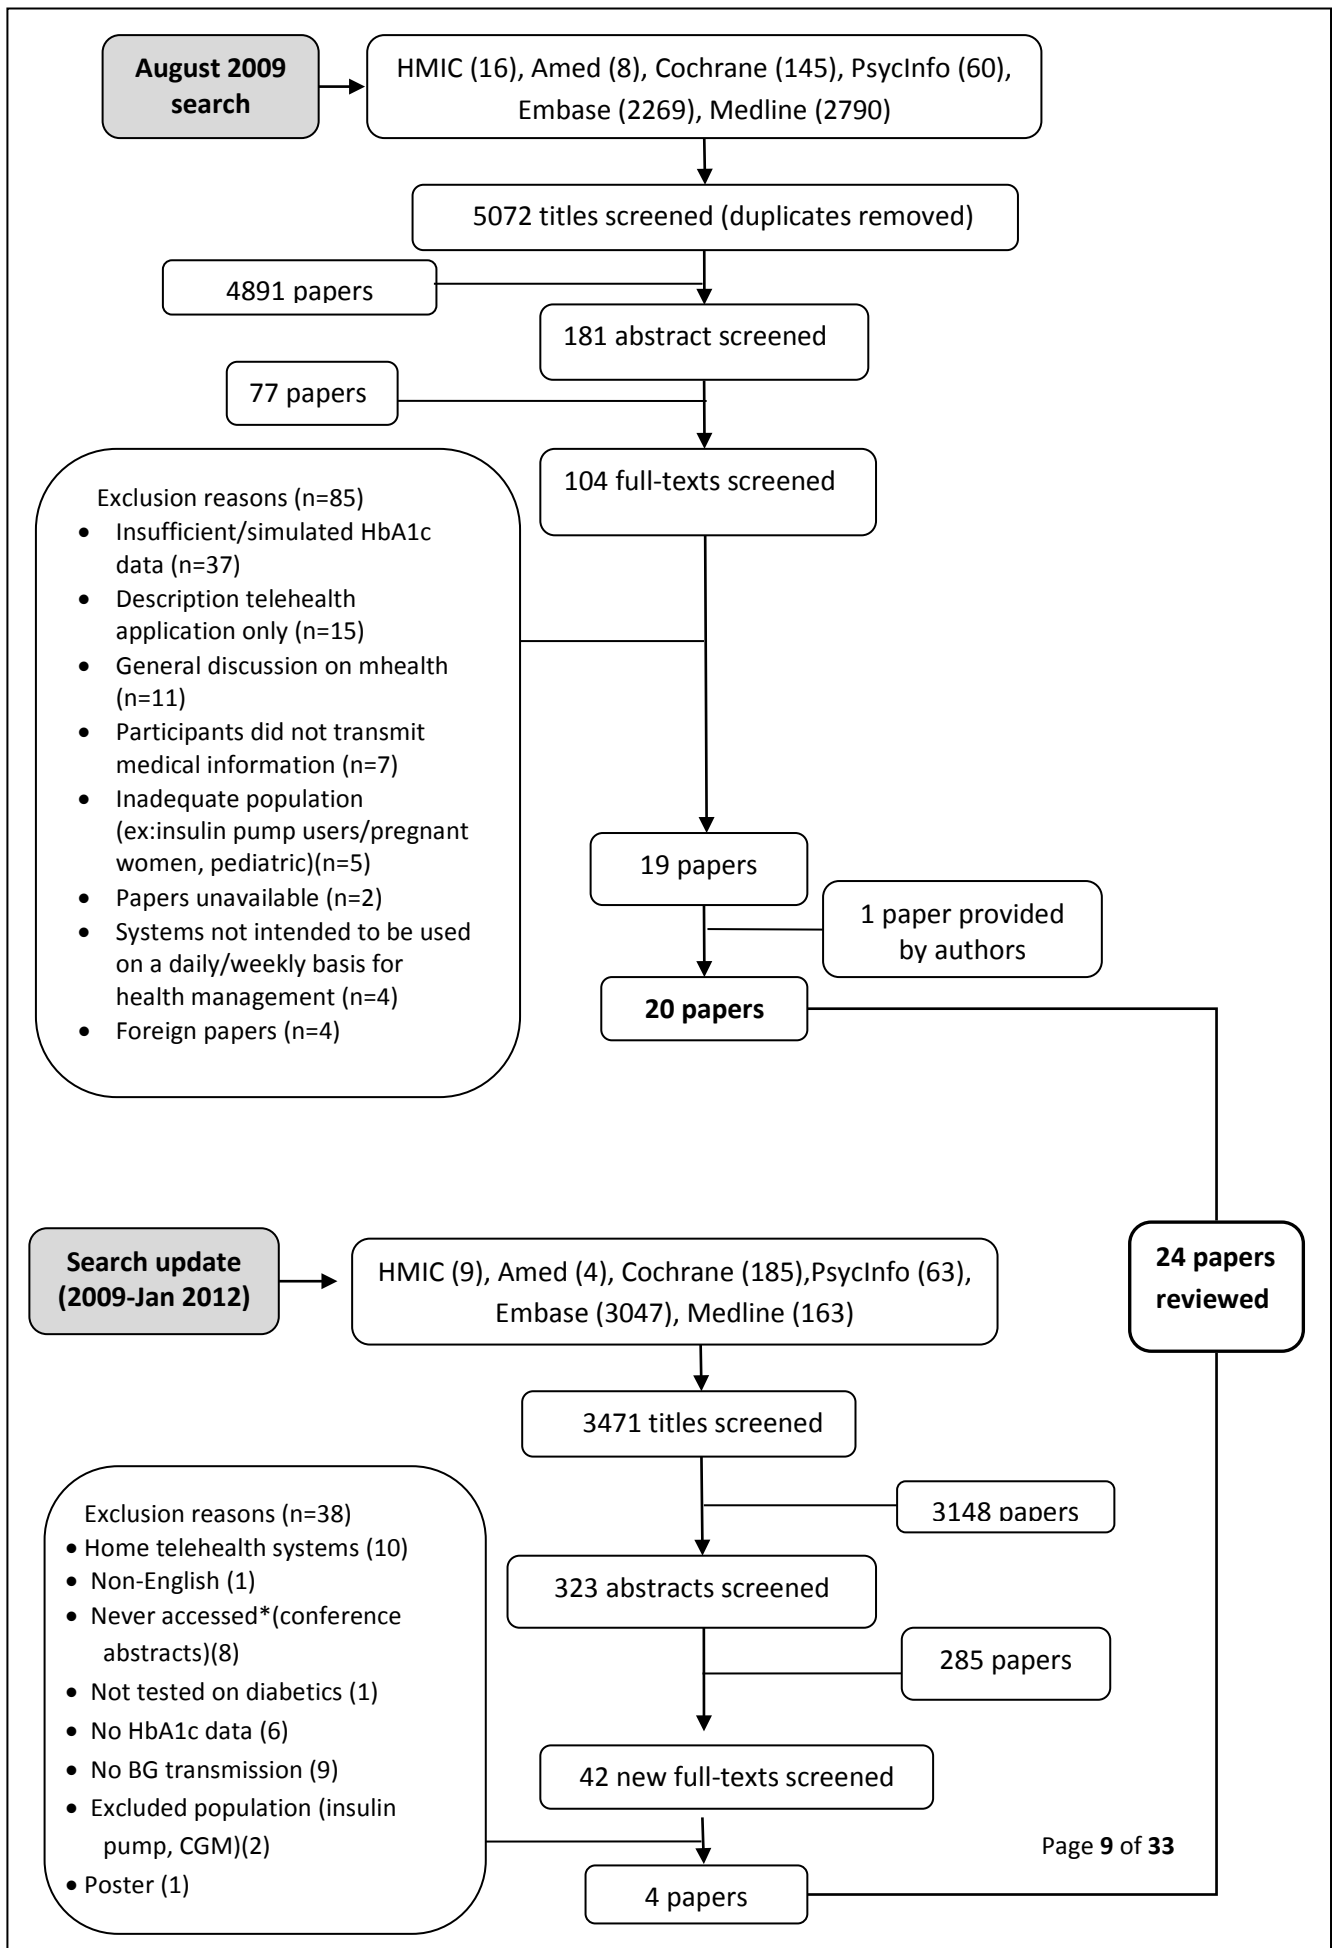 August 2009
search
HMIC (16), Amed (8), Cochrane (145), PsycInfo (60),
Embase (2269), Medline (2790)
5072 titles screened (duplicates removed)
4891 papers
181 abstract screened
77 papers
104 full-texts screened
Exclusion reasons (n=85)
• Insufficient/simulated HbA1c
data (n=37)
• Description telehealth
application only (n=15)
• General discussion on mhealth
(n=11)
• Participants did not transmit
medical information (n=7)
• Inadequate population
(ex:insulin pump users/pregnant
women, pediatric)(n=5)
• Papers unavailable (n=2)
• Systems not intended to be used
on a daily/weekly basis for
health management (n=4)
• Foreign papers (n=4)
19 papers
1 paper provided
by authors
20 papers
Search update
(2009-Jan 2012)
HMIC (9), Amed (4), Cochrane (185),PsycInfo (63),
Embase (3047), Medline (163)
24 papers
reviewed
3471 titles screened
3148 papers
323 abstracts screened
285 papers
Exclusion reasons (n=38)
• Home telehealth systems (10)
• Non-English (1)
• Never accessed*(conference
abstracts)(8)
• Not tested on diabetics (1)
• No HbA1c data (6)
• No BG transmission (9)
• Excluded population (insulin
pump, CGM)(2)
• Poster (1)
42 new full-texts screened
Page 9 of 33
4 papers